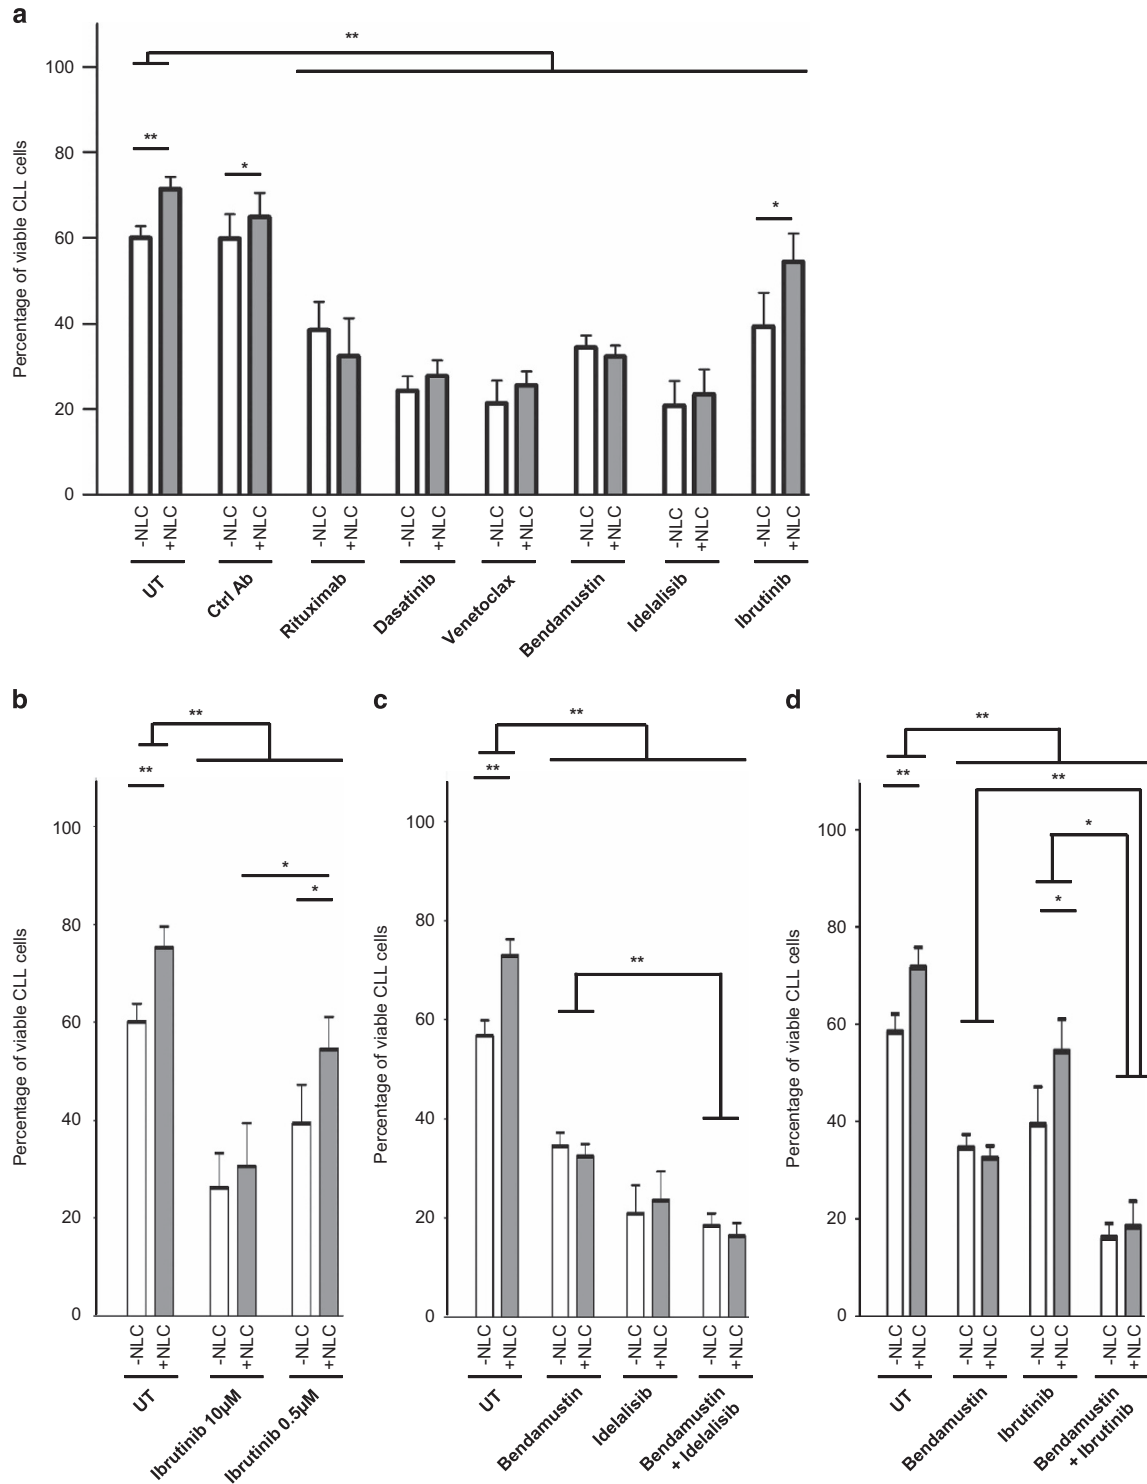 a
**
100
**
80
*
*
60
40
20
0
Percentage of viable CLL cells
-NLC
+NLC
-NLC
+NLC
-NLC
+NLC
-NLC
+NLC
-NLC
+NLC
-NLC
+NLC
-NLC
+NLC
-NLC
+NLC
UT
Ctrl Ab
Rituximab
Dasatinib
Venetoclax
Bendamustin
Idelalisib
Ibrutinib
b
**
**
100
*
*
80
60
40
20
0
Percentage of viable CLL cells
-NLC
+NLC
-NLC
+NLC
-NLC
+NLC
UT
Ibrutinib 10µM
Ibrutinib 0.5µM
c
**
**
100
80
**
60
40
20
0
Percentage of viable CLL cells
-NLC
+NLC
-NLC
+NLC
-NLC
+NLC
-NLC
+NLC
UT
Bendamustin
Idelalisib
Bendamustin
+ Idelalisib
d
**
**
**
100
*
*
80
60
40
20
0
Percentage of viable CLL cells
-NLC
+NLC
-NLC
+NLC
-NLC
+NLC
-NLC
+NLC
UT
Bendamustin
Ibrutinib
Bendamustin
+ Ibrutinib